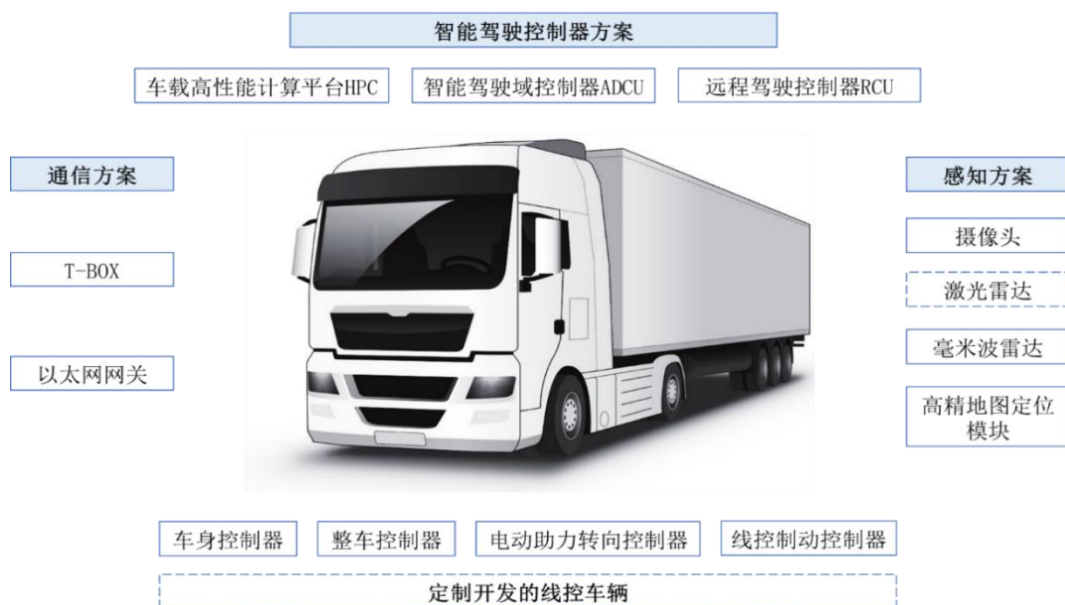 智能驾驶控制器方案
车载高性能计算平台HPC
智能驾驶域控制器ADCU
远程驾驶控制器RCU
通信方案
T-BOX
以太网网关
感知方案
摄像头
激光雷达
毫米波雷达
高精地图定位
模块
车身控制器
整车控制器
电动助力转向控制器
线控制动控制器
定制开发的线控车辆